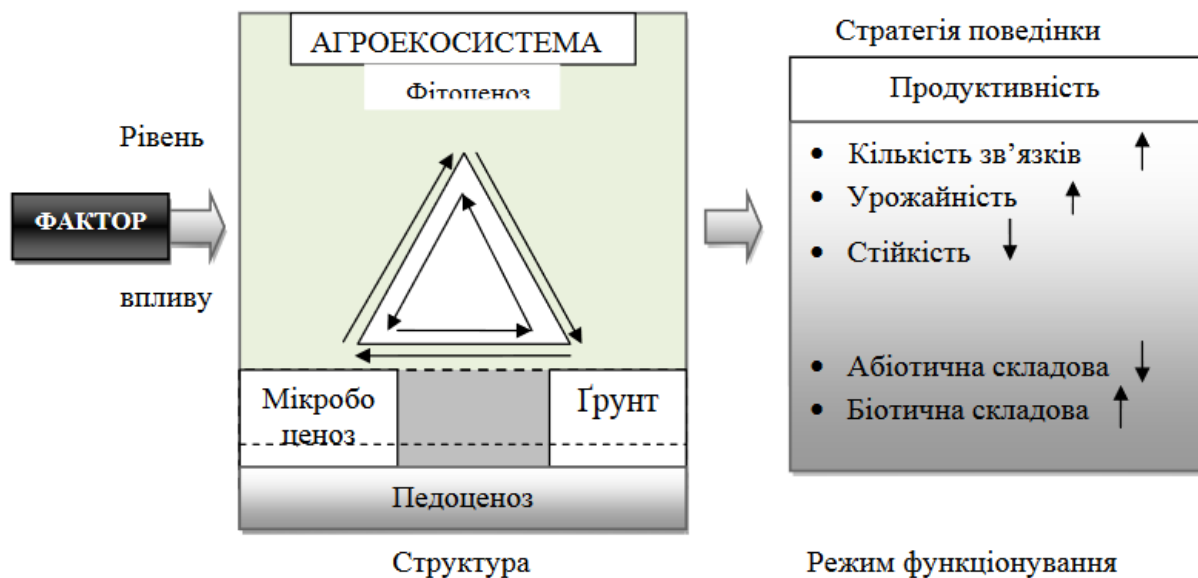 АГРОЕКОСИСТЕМА
Фітоценоз
Рівень
ФАКТОР
впливу
Мікробо
ценоз
Ґрунт
Педоценоз
Структура
Стратегія поведінки
Продуктивність
• Кількість зв’язків
• Урожайність
• Стійкість
• Абіотична складова
• Біотична складова
Режим функціонування